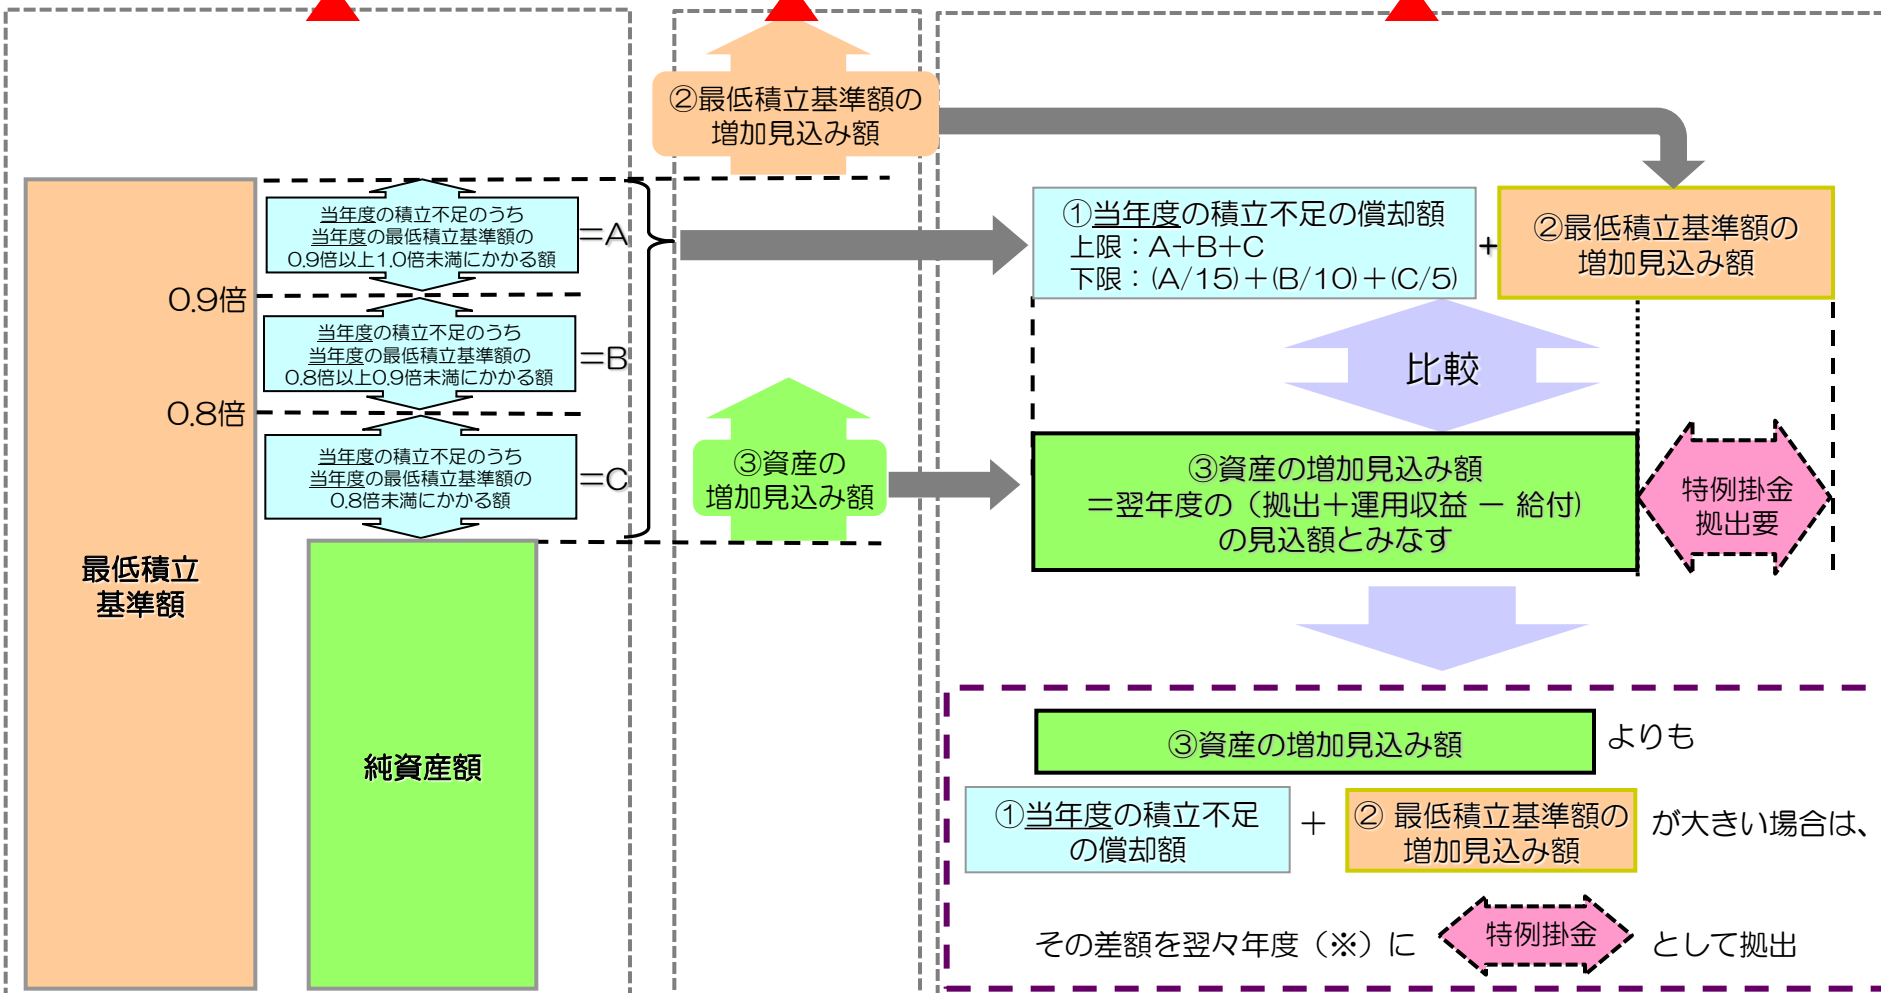 ②最低積立基準額の
増加見込み額
当年度の積立不足のうち
当年度の最低積立基準額の
0.9倍以上1.0倍未満にかかる額
=A
0.9倍
当年度の積立不足のうち
当年度の最低積立基準額の
0.8倍以上0.9倍未満にかかる額
=B
0.8倍
当年度の積立不足のうち
当年度の最低積立基準額の
0.8倍未満にかかる額
=C
最低積立
基準額
純資産額
③資産の
増加見込み額
①当年度の積立不足の償却額
上限：A+B+C
下限：(A/15)+(B/10)+(C/5)
+
②最低積立基準額の
増加見込み額
比較
③資産の増加見込み額
＝翌年度の（拠出＋運用収益 － 給付)
の見込額とみなす
特例掛金
拠出要
③資産の増加見込み額
よりも
①当年度の積立不足
の償却額
＋
② 最低積立基準額の
増加見込み額
が大きい場合は、
その差額を翌々年度（※）に
特例掛金
として拠出